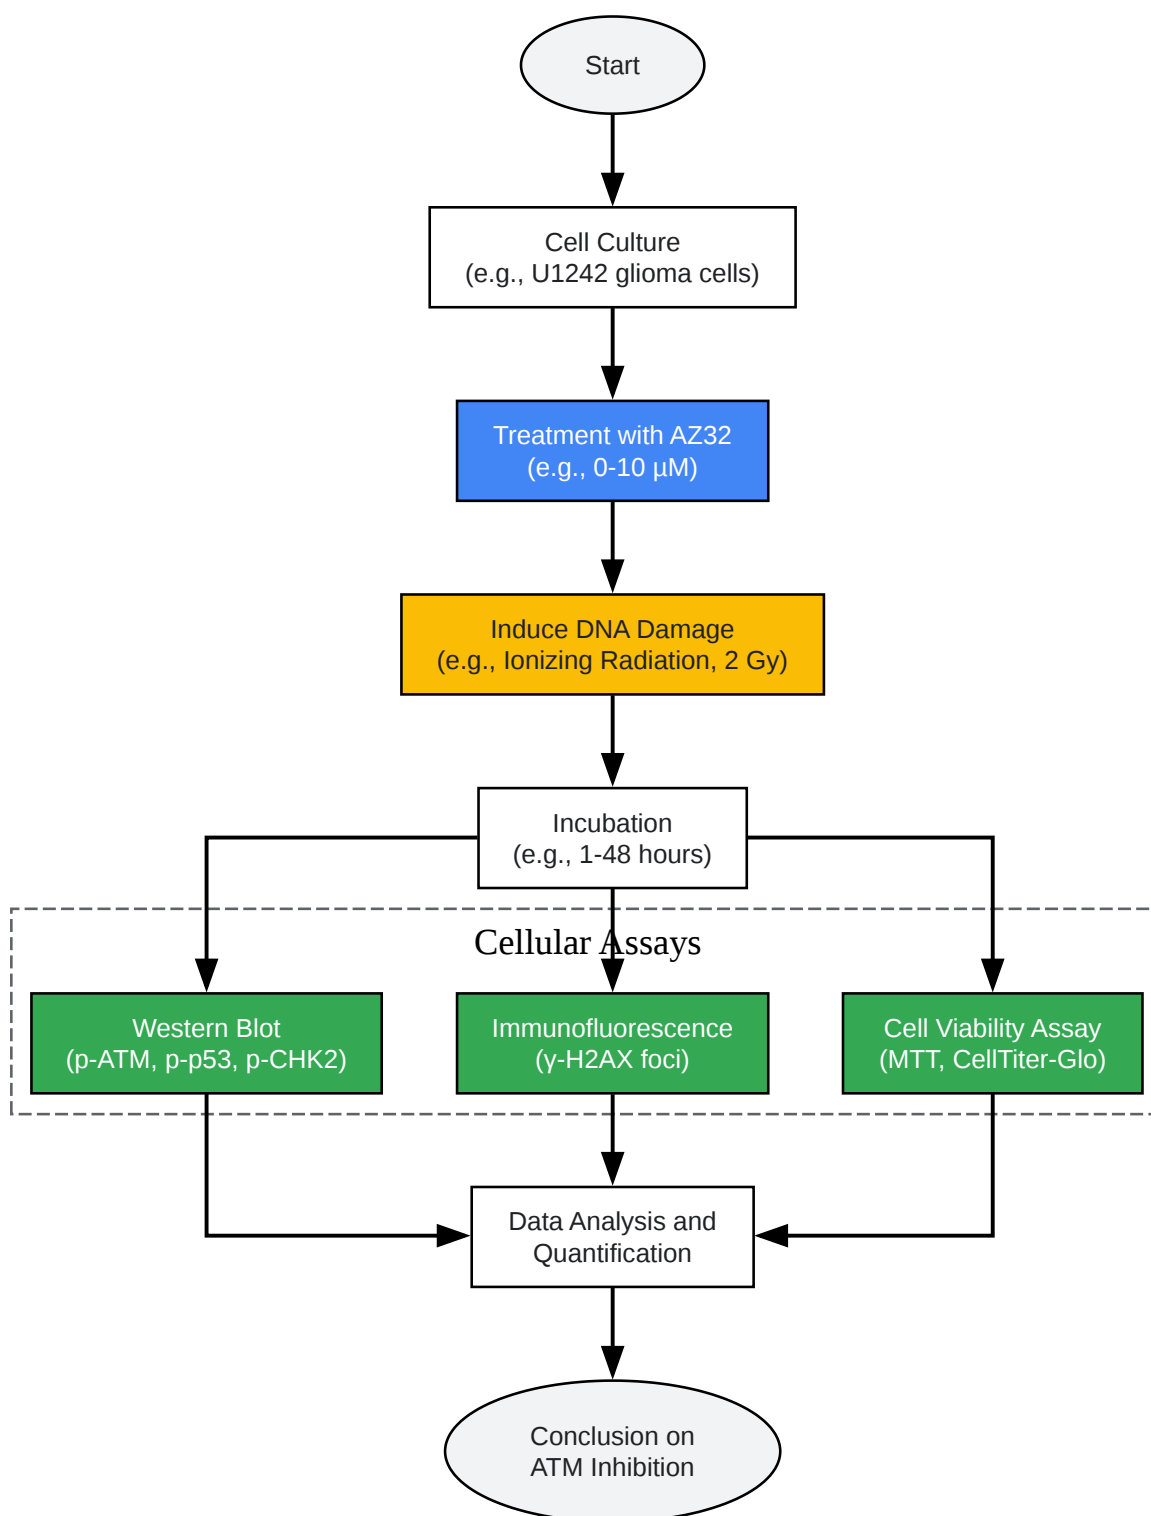 Start
Cell Culture
(e.g., U1242 glioma cells)
Treatment with AZ32
(e.g., 0-10 µM)
Induce DNA Damage
(e.g., Ionizing Radiation, 2 Gy)
Incubation
(e.g., 1-48 hours)
Cellular Assays
Western Blot
(p-ATM, p-p53, p-CHK2)
Immunofluorescence
(γ-H2AX foci)
Cell Viability Assay
(MTT, CellTiter-Glo)
Data Analysis and
Quantification
Conclusion on
ATM Inhibition